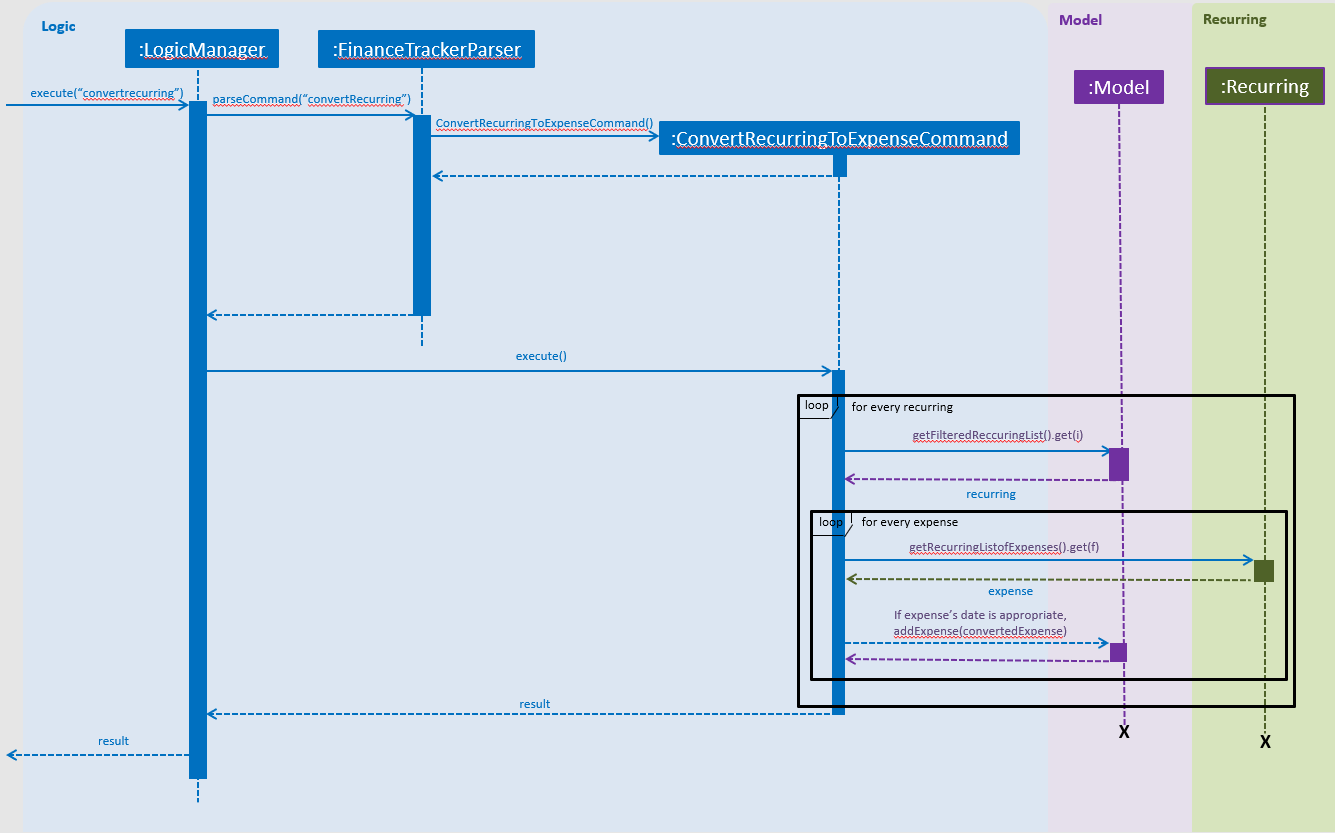 Logic
Model
Recurring
:LogicManager
:FinanceTrackerParser
:Model
:Recurring
execute(“convertrecurring”)
parseCommand(“convertRecurring”)
ConvertRecurringToExpenseCommand()
:ConvertRecurringToExpenseCommand
execute()
loop
for every recurring
getFilteredReccuringList().get(i)
recurring
loop
for every expense
getRecurringListofExpenses().get(f)
expense
If expense’s date is appropriate,
addExpense(convertedExpense)
result
result
X
X